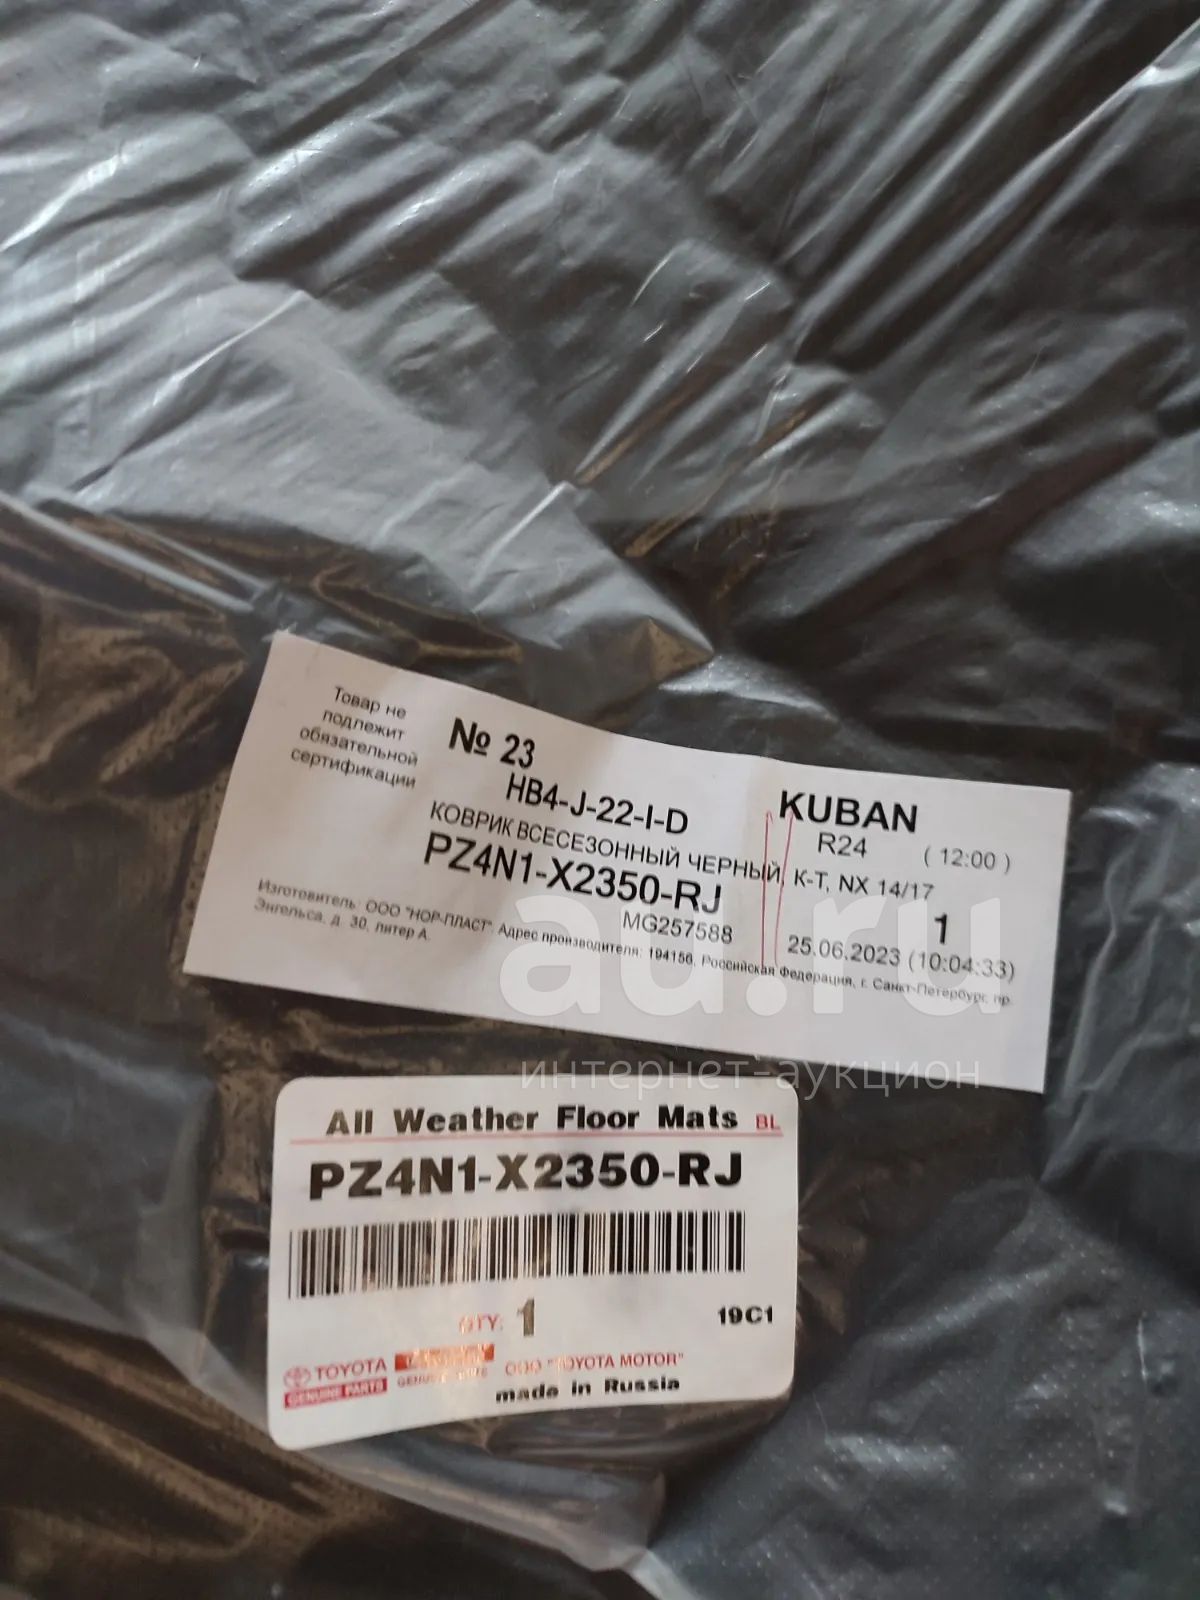 Товар не
подлежит
обязательной
сертификации
№ 23
HB4-J-22-I-D
КОВРИК ВСЕСЕЗОННЫЙ ЧЕРНЫЙ, К-Т, NX 14/17
PZ4N1-X2350-RJ
MG257588
KUBAN
R24 ( 12:00 )
1
25.06.2023 (10:04:33)
Изготовитель: ООО "НОР-ПЛАСТ". Адрес производителя: 194156, Российская Федерация, г. Санкт-Петербург, пр.
Энгельса, д. 30, литер А.
au.ru
интернет-аукцион
All Weather Floor Mats BL
PZ4N1-X2350-RJ
QTY: 1
19C1
TOYOTA
GENUINE PARTS
ООО "TOYOTA MOTOR"
made in Russia